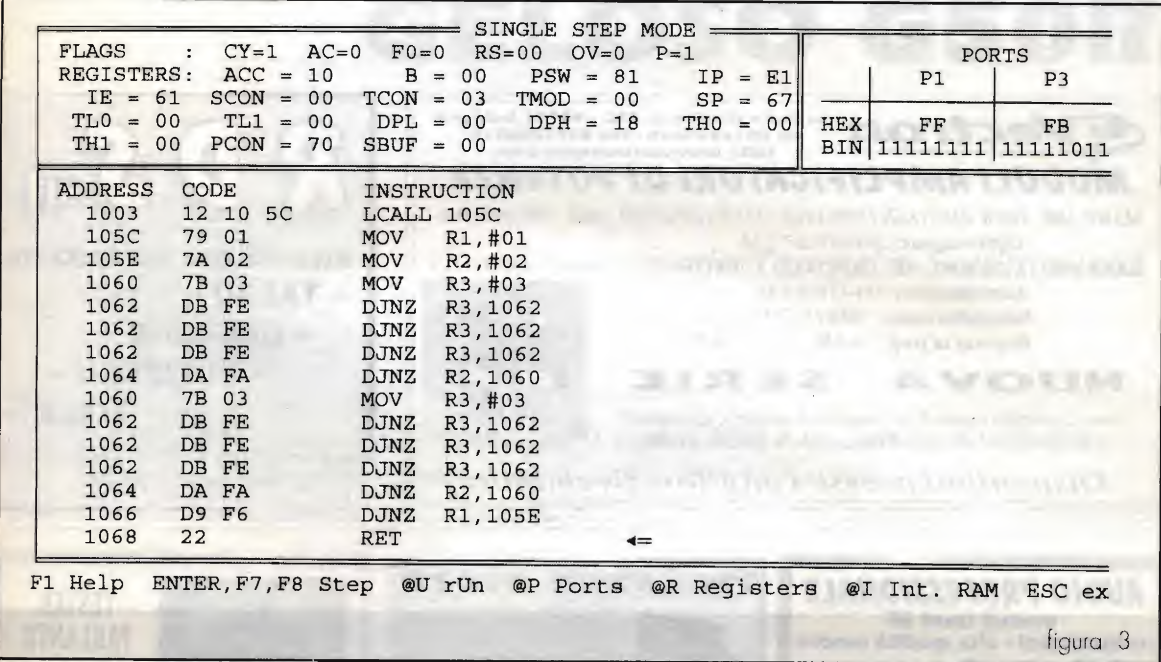 SINGLE STEP MODE
FLAGS : CY=1 AC=0 F0=0 RS=00 OV=0 P=1
REGISTERS: ACC = 10 B = 00 PSW = 81 IP = E1
IE = 61 SCON = 00 TCON = 03 TMOD = 00 SP = 67
TL0 = 00 TL1 = 00 DPL = 00 DPH = 18 TH0 = 00
TH1 = 00 PCON = 70 SBUF = 00
PORTS
P1 P3
HEX FF FB
BIN 11111111 11111011
ADDRESS CODE INSTRUCTION
1003 12 10 5C LCALL 105C
105C 79 01 MOV R1,#01
105E 7A 02 MOV R2,#02
1060 7B 03 MOV R3,#03
1062 DB FE DJNZ R3,1062
1062 DB FE DJNZ R3,1062
1062 DB FE DJNZ R3,1062
1064 DA FA DJNZ R2,1060
1060 7B 03 MOV R3,#03
1062 DB FE DJNZ R3,1062
1062 DB FE DJNZ R3,1062
1062 DB FE DJNZ R3,1062
1064 DA FA DJNZ R2,1060
1066 D9 F6 DJNZ R1,105E
1068 22 RET ⇐
F1 Help ENTER,F7,F8 Step @U rUn @P Ports @R Registers @I Int. RAM ESC ex
figura 3